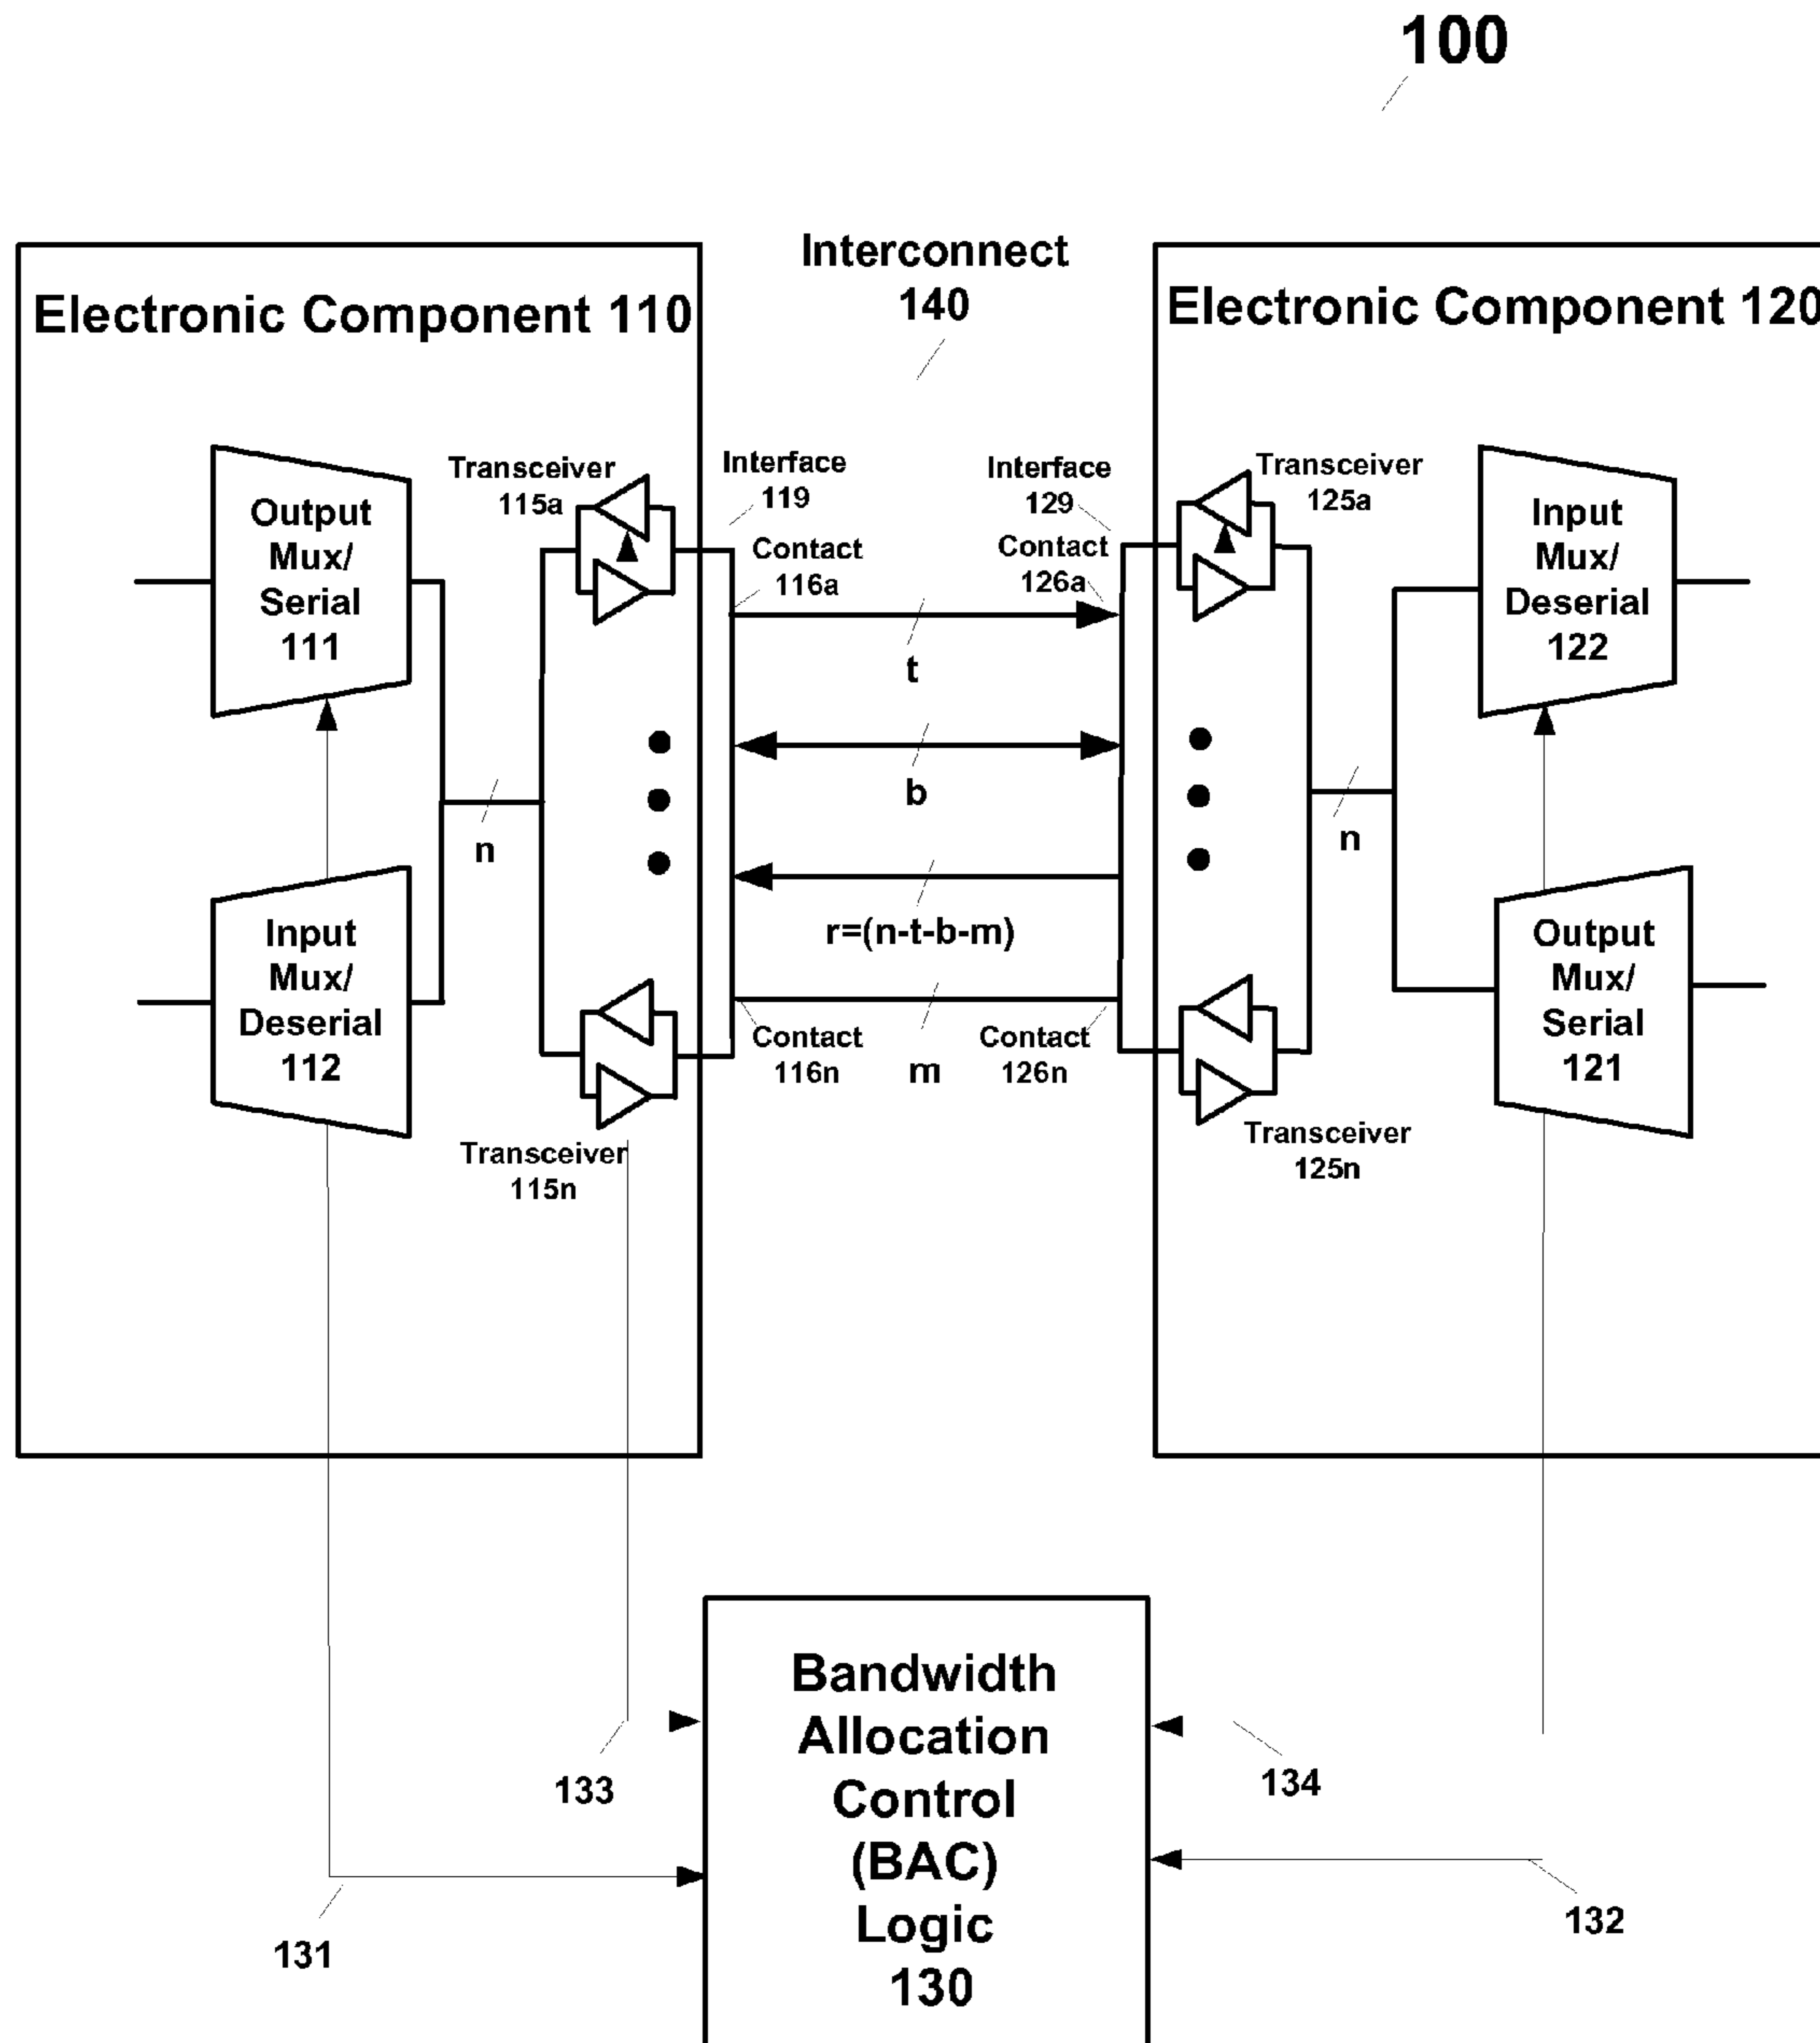 100
Interconnect
140
Electronic Component 110
Electronic Component 120
Transceiver
115a
Interface
119
Interface
129
Transceiver
125a
Output
Mux/
Serial
111
Contact
116a
Contact
126a
Input
Mux/
Deserial
122
t
b
n
n
r=(n-t-b-m)
Input
Mux/
Deserial
112
Output
Mux/
Serial
121
Contact
116n
m
Contact
126n
Transceiver
115n
Transceiver
125n
Bandwidth
Allocation
Control
(BAC)
Logic
130
133
134
131
132